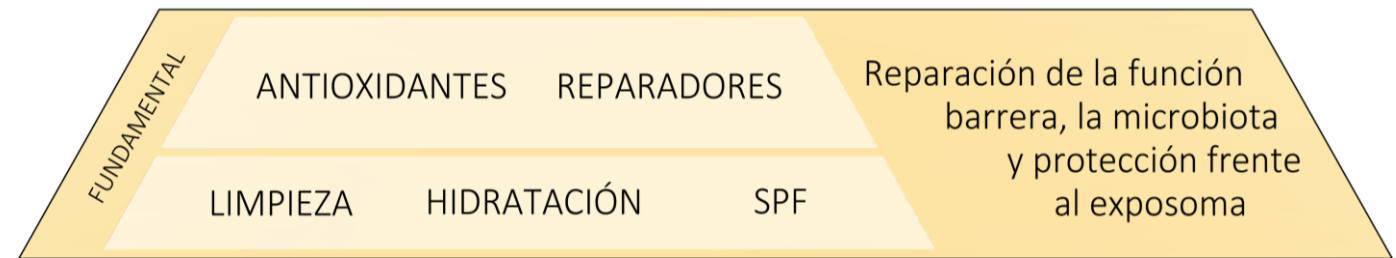 FUNDAMENTAL
ANTIOXIDANTES REPARADORES
LIMPIEZA HIDRATACIÓN SPF
Reparación de la función
barrera, la microbiota
y protección frente
al exposoma